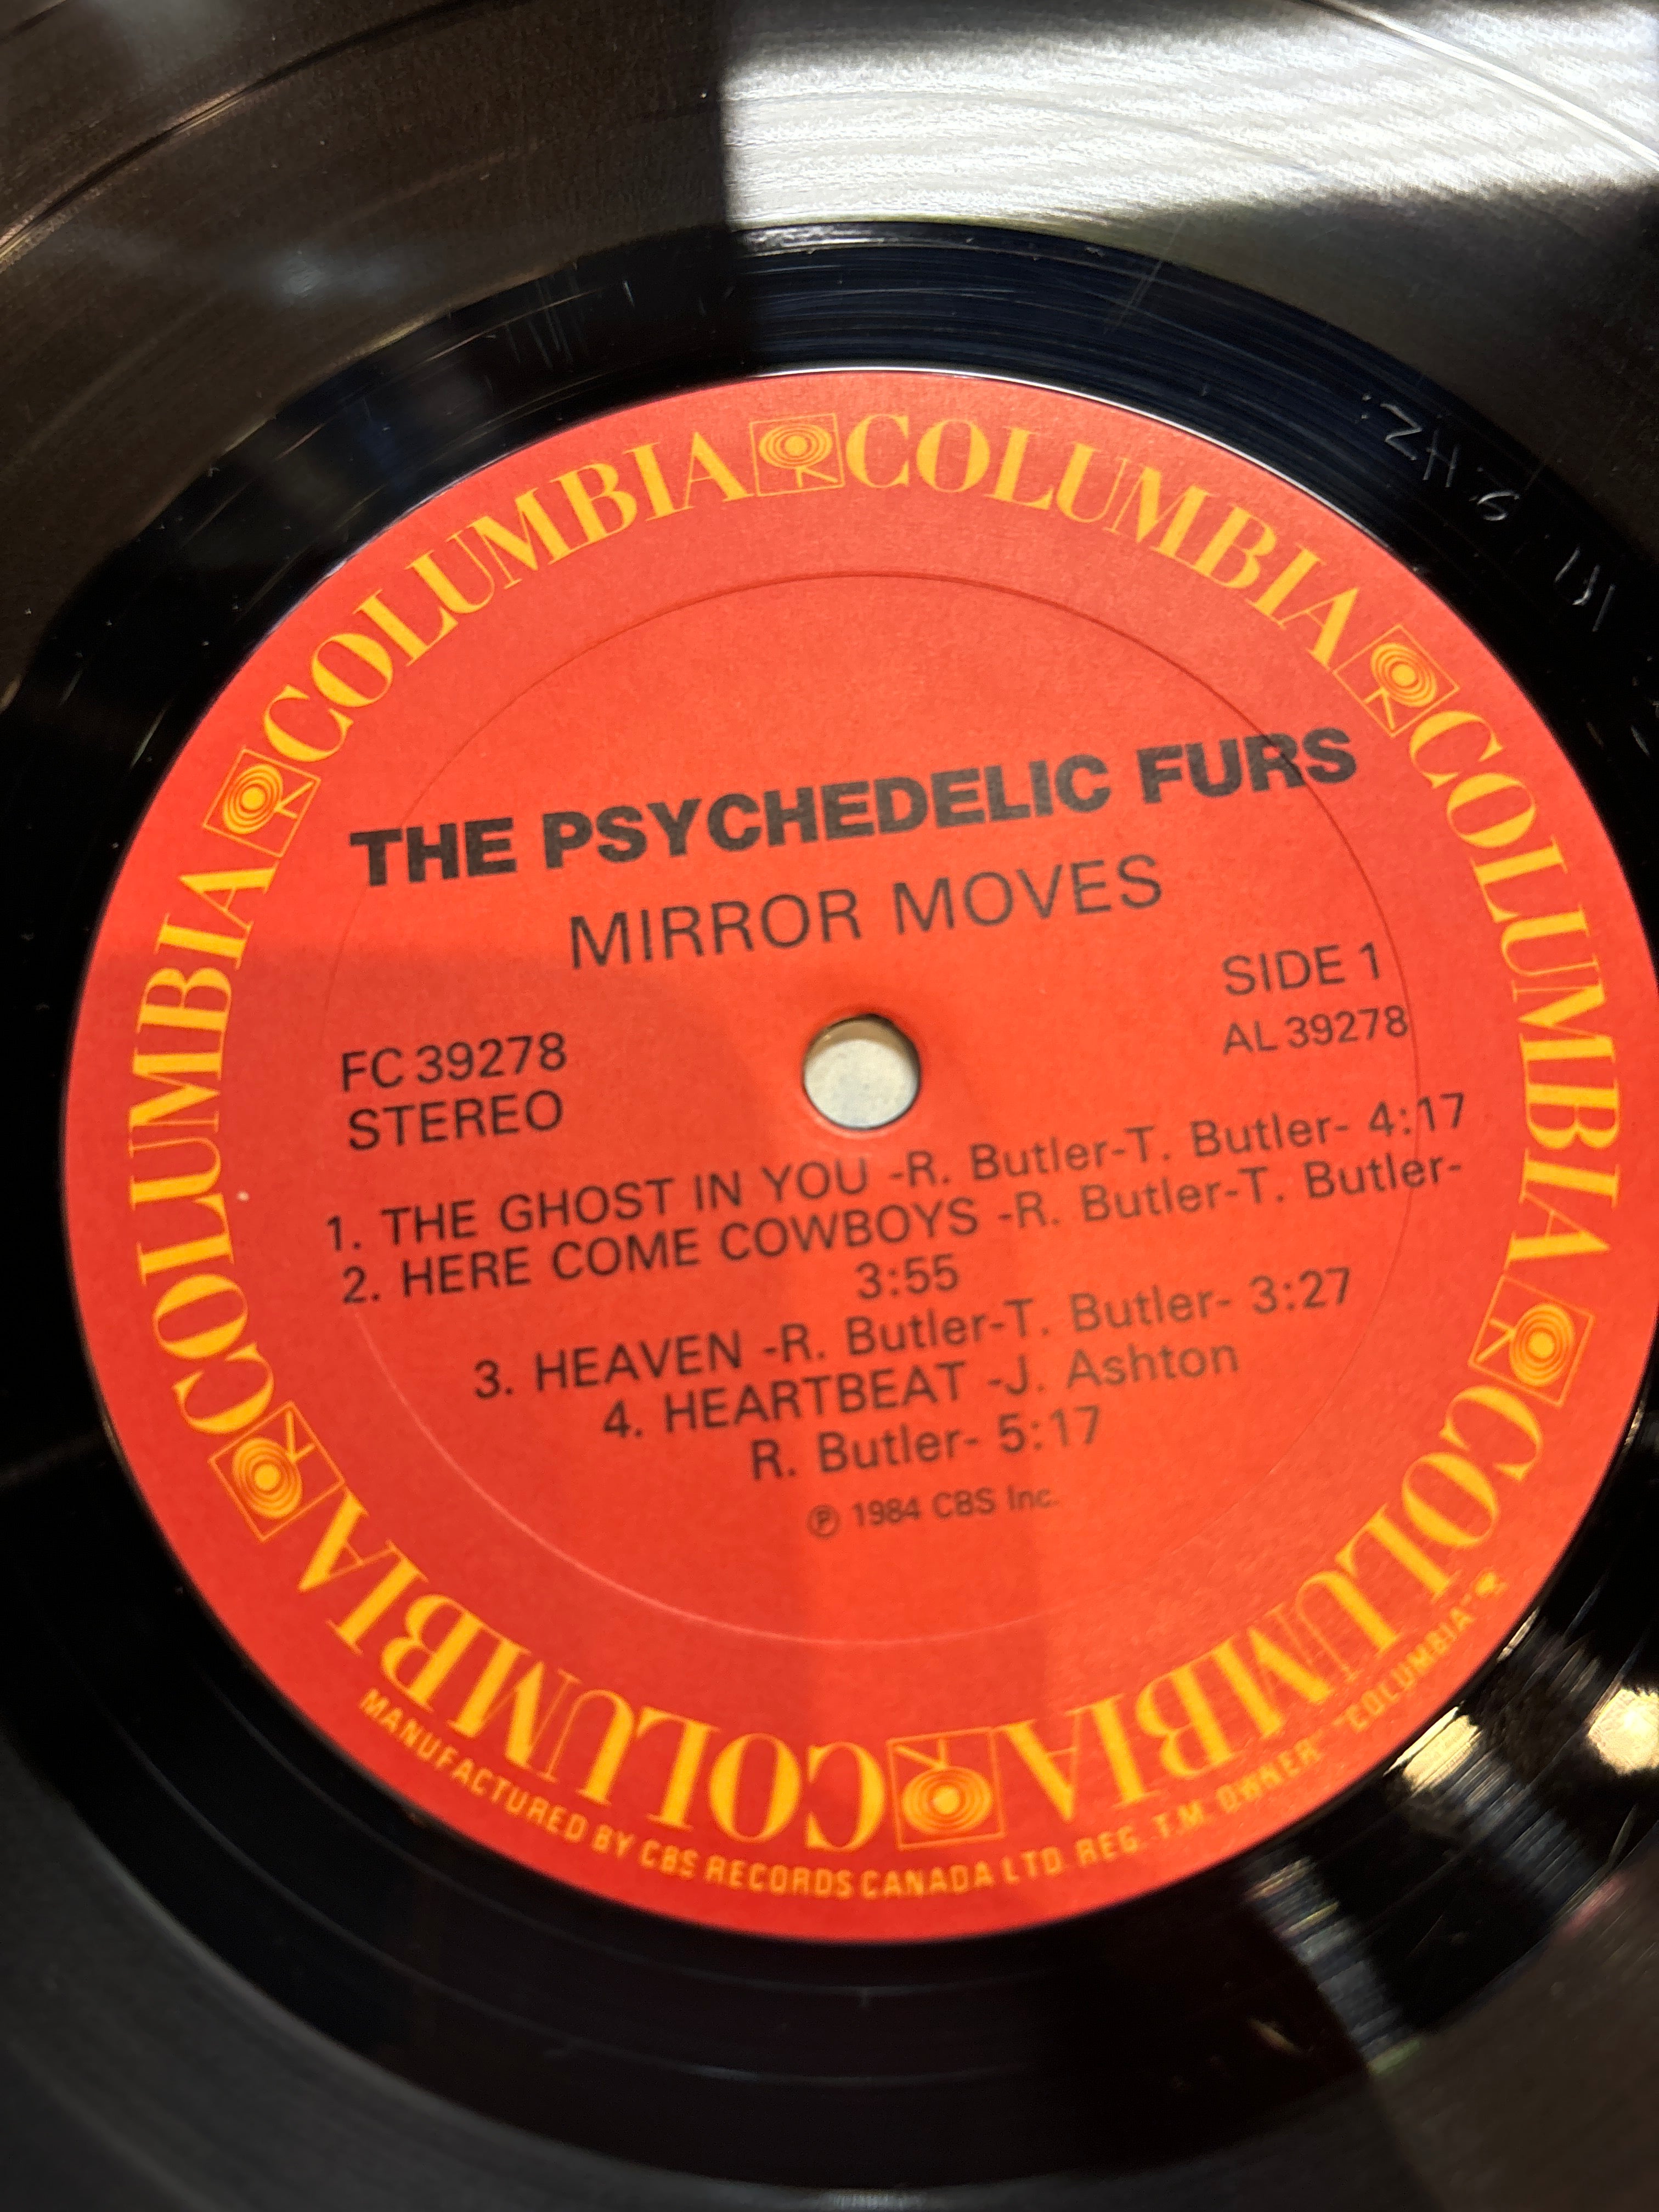 COLUMBIA COLUMBIA COLUMBIA COLUMBIA COLUMBIA COLUMBIA
THE PSYCHEDELIC FURS
MIRROR MOVES
SIDE 1
AL 39278
FC 39278
STEREO
1. THE GHOST IN YOU -R. Butler-T. Butler- 4:17
2. HERE COME COWBOYS -R. Butler-T. Butler-
3:55
3. HEAVEN -R. Butler-T. Butler- 3:27
4. HEARTBEAT -J. Ashton
R. Butler- 5:17
℗ 1984 CBS Inc.
MANUFACTURED BY CBS RECORDS CANADA LTD. REG. T.M. OWNER "COLUMBIA"